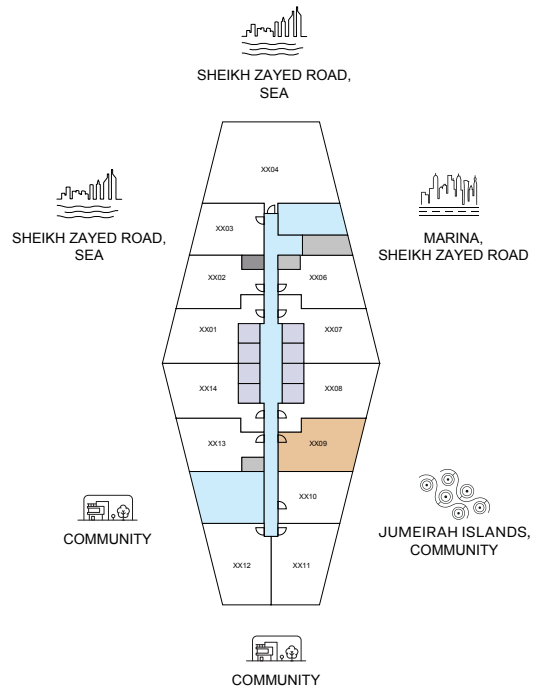 SHEIKH ZAYED ROAD,
SEA
XX04
SHEIKH ZAYED ROAD,
SEA
XX03
MARINA,
SHEIKH ZAYED ROAD
XX02
XX06
XX01
XX07
XX14
XX08
XX13
XX09
XX10
COMMUNITY
JUMEIRAH ISLANDS,
COMMUNITY
XX12
XX11
COMMUNITY